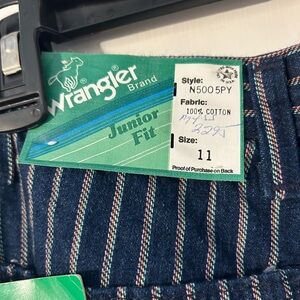 Wrangler
Brand
Junior
Fit
Style:
N5005PY
Fabric:
100% COTTON
Size:
11
Proof of Purchase on Back